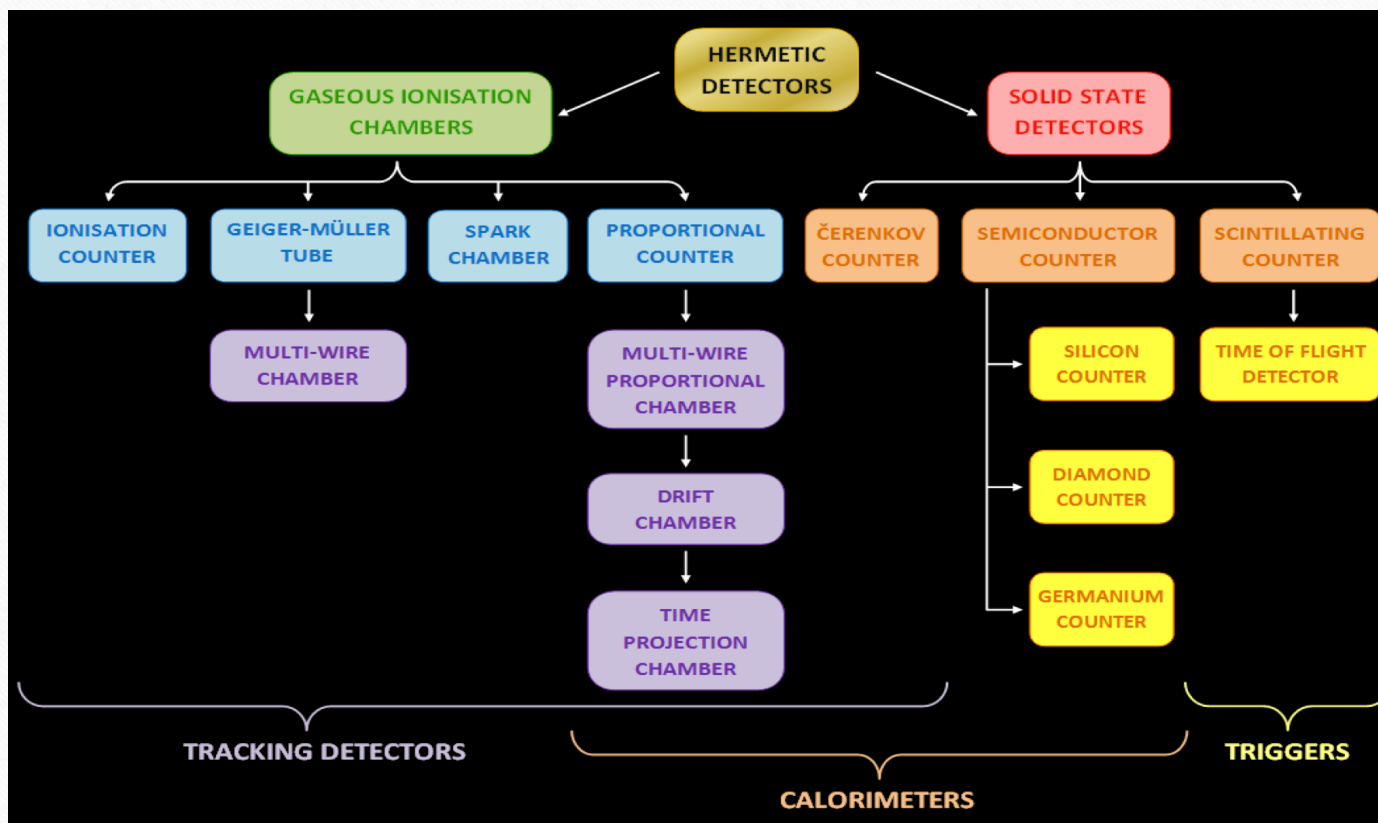 HERMETIC
DETECTORS
GASEOUS IONISATION
CHAMBERS
SOLID STATE
DETECTORS
IONISATION
COUNTER
GEIGER-MÜLLER
TUBE
SPARK
CHAMBER
PROPORTIONAL
COUNTER
ČERENKOV
COUNTER
SEMICONDUCTOR
COUNTER
SCINTILLATING
COUNTER
MULTI-WIRE
CHAMBER
MULTI-WIRE
PROPORTIONAL
CHAMBER
SILICON
COUNTER
TIME OF FLIGHT
DETECTOR
DRIFT
CHAMBER
DIAMOND
COUNTER
TIME
PROJECTION
CHAMBER
GERMANIUM
COUNTER
TRACKING DETECTORS
CALORIMETERS
TRIGGERS